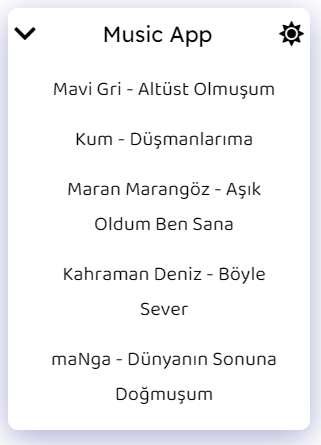 Music App
Mavi Gri - Altüst Olmuşum
Kum - Düşmanlarıma
Maran Marangöz - Aşık
Oldum Ben Sana
Kahraman Deniz - Böyle
Sever
maNga - Dünyanın Sonuna
Doğmuşum